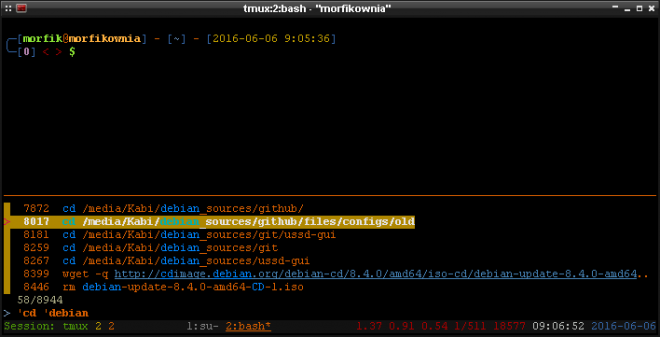 tmux:2:bash - "morfikownia"
[morfik@morfikownia] - [~] - [2016-06-06 9:05:36]
[0] < > $
7872 cd /media/Kabi/debian_sources/github/
> 8017 cd /media/Kabi/debian_sources/github/files/configs/old
8181 cd /media/Kabi/debian_sources/git/ussd-gui
8259 cd /media/Kabi/debian_sources/git
8267 cd /media/Kabi/debian_sources/ussd-gui
8399 wget -q http://cdimage.debian.org/debian-cd/8.4.0/amd64/iso-cd/debian-update-8.4.0-amd64..
8446 rm debian-update-8.4.0-amd64-CD-1.iso
58/8944
> 'cd 'debian
Session: tmux 2 2 1:su- 2:bash* 1.37 0.91 0.54 1/511 18577 09:06:52 2016-06-06